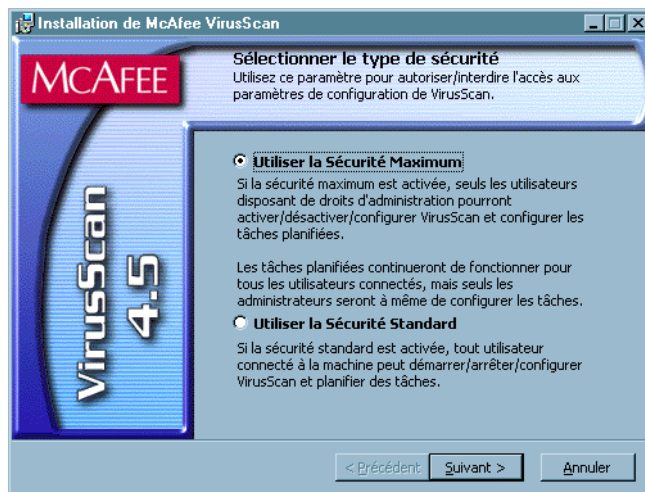 Installation de McAfee VirusScan
McAFEE
Sélectionner le type de sécurité
Utilisez ce paramètre pour autoriser/interdire l'accès aux
paramètres de configuration de VirusScan.
VirusScan
4.5
Utiliser la Sécurité Maximum
Si la sécurité maximum est activée, seuls les utilisateurs
disposant de droits d'administration pourront
activer/désactiver/configurer VirusScan et configurer les
tâches planifiées.
Les tâches planifiées continueront de fonctionner pour
tous les utilisateurs connectés, mais seuls les
administrateurs seront à même de configurer les tâches.
Utiliser la Sécurité Standard
Si la sécurité standard est activée, tout utilisateur
connecté à la machine peut démarrer/arrêter/configurer
VirusScan et planifier des tâches.
< Précédent
Suivant >
Annuler